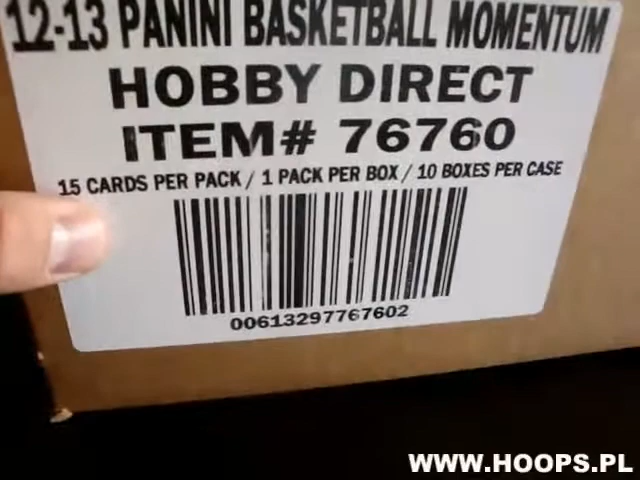 12-13 PANINI BASKETBALL MOMENTUM
HOBBY DIRECT
ITEM# 76760
15 CARDS PER PACK / 1 PACK PER BOX / 10 BOXES PER CASE
00613297767602
WWW.HOOPS.PL